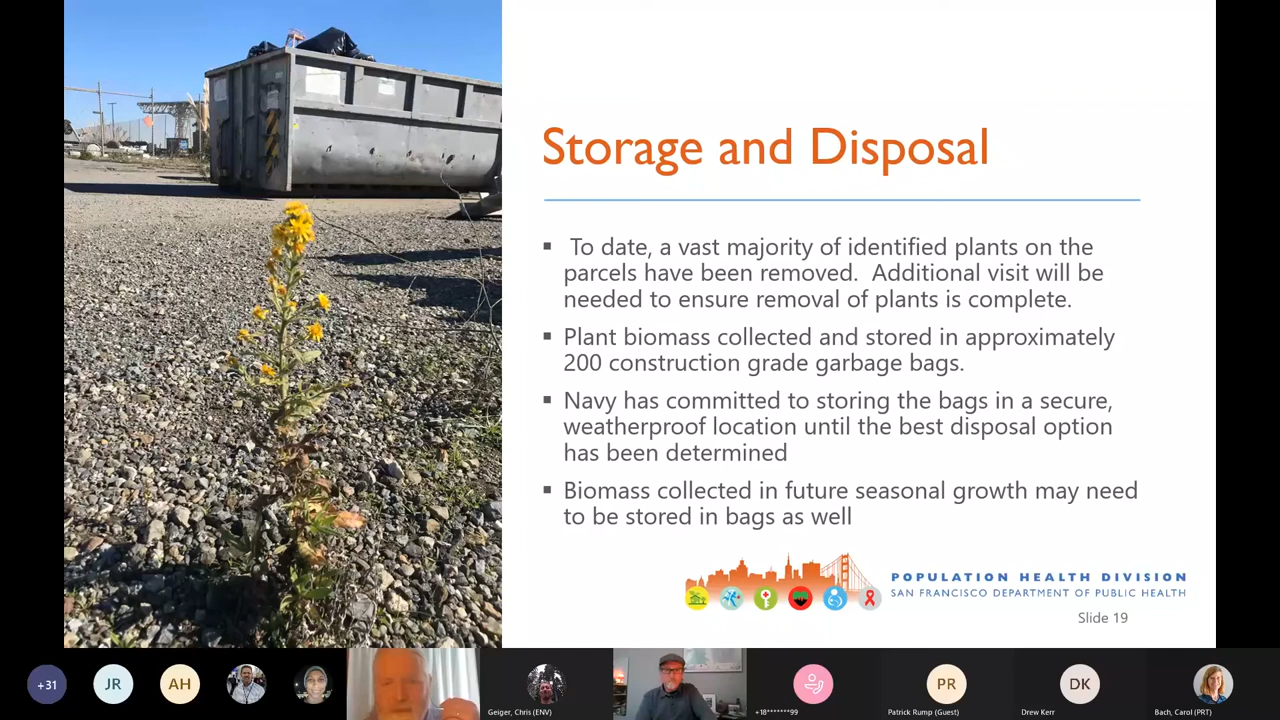 Storage and Disposal
▪ To date, a vast majority of identified plants on the
parcels have been removed.  Additional visit will be
needed to ensure removal of plants is complete.
▪ Plant biomass collected and stored in approximately
200 construction grade garbage bags.
▪ Navy has committed to storing the bags in a secure,
weatherproof location until the best disposal option
has been determined
▪ Biomass collected in future seasonal growth may need
to be stored in bags as well
POPULATION HEALTH DIVISION
SAN FRANCISCO DEPARTMENT OF PUBLIC HEALTH
Slide 19
+31
JR
AH
PR
DK
Geiger, Chris (ENV)
+18*******99
Patrick Rump (Guest)
Drew Kerr
Bach, Carol (PRT)